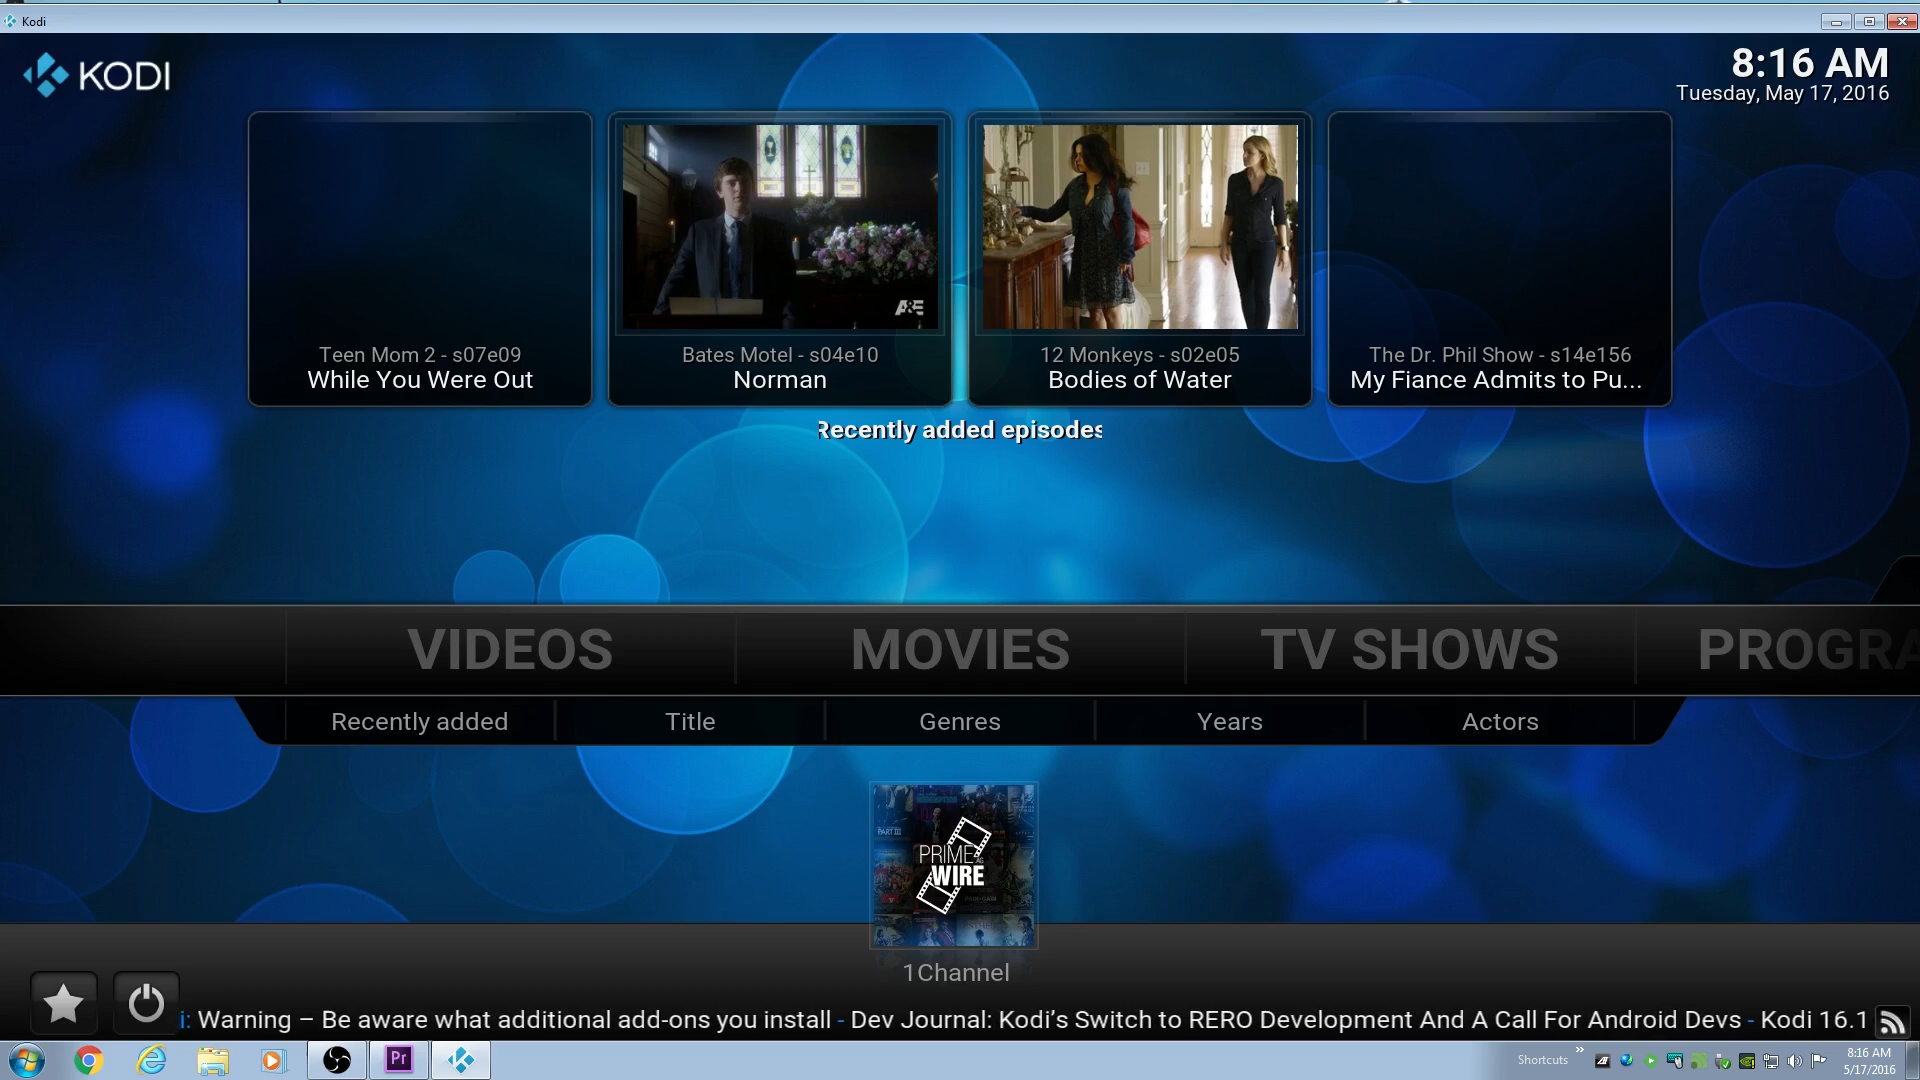 Kodi
KODI
8:16 AM
Tuesday, May 17, 2016
A&E
Teen Mom 2 - s07e09
While You Were Out
Bates Motel - s04e10
Norman
12 Monkeys - s02e05
Bodies of Water
The Dr. Phil Show - s14e156
My Fiance Admits to Pu...
Recently added episodes
VIDEOS
MOVIES
TV SHOWS
PROGRA
Recently added
Title
Genres
Years
Actors
PART III
PRIME
WIRE
1Channel
i: Warning – Be aware what additional add-ons you install - Dev Journal: Kodi’s Switch to RERO Development And A Call For Android Devs - Kodi 16.1
Pr
Shortcuts
8:16 AM
5/17/2016